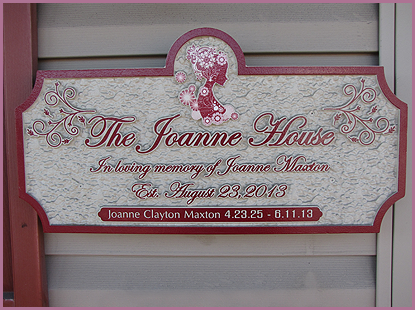 The Joanne House
In loving memory of Joanne Maxton
Est. August 23, 2013
Joanne Clayton Maxton 4.23.25 - 6.11.13